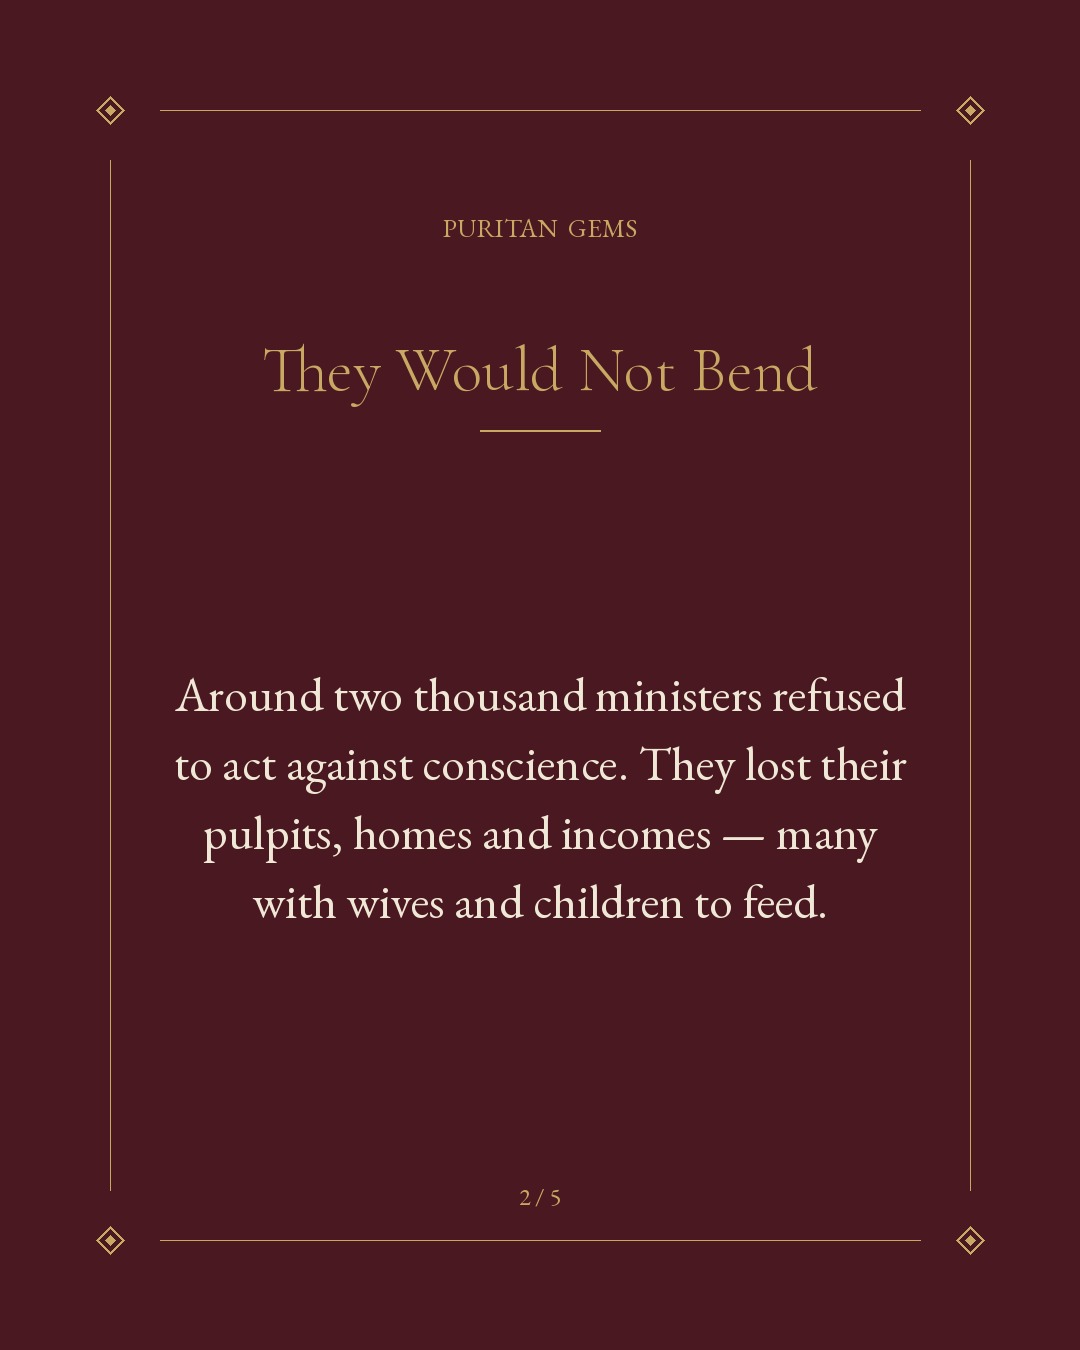 PURITAN GEMS
They Would Not Bend
Around two thousand ministers refused
to act against conscience. They lost their
pulpits, homes and incomes — many
with wives and children to feed.
2 / 5